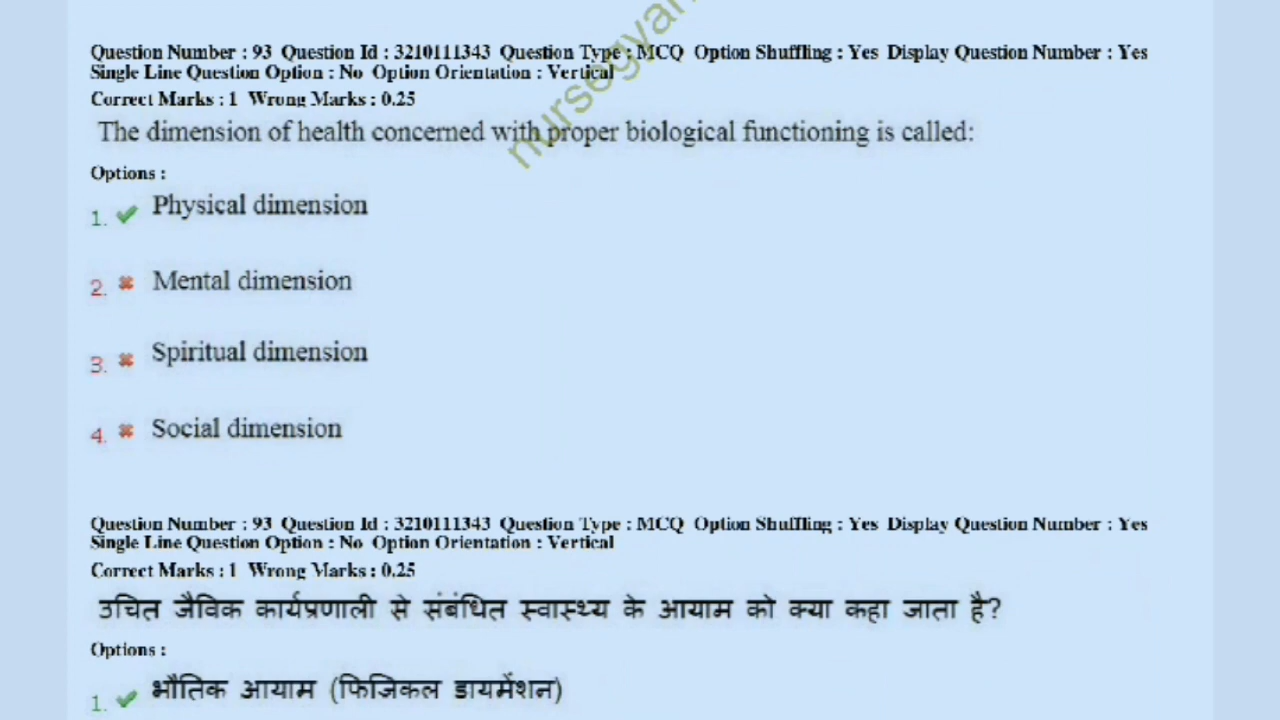 Question Number : 93 Question Id : 3210111343 Question Type : MCQ Option Shuffling : Yes Display Question Number : Yes
Single Line Question Option : No Option Orientation : Vertical
Correct Marks : 1 Wrong Marks : 0.25
The dimension of health concerned with proper biological functioning is called:
Options :
1. Physical dimension
2. Mental dimension
3. Spiritual dimension
4. Social dimension
Question Number : 93 Question Id : 3210111343 Question Type : MCQ Option Shuffling : Yes Display Question Number : Yes
Single Line Question Option : No Option Orientation : Vertical
Correct Marks : 1 Wrong Marks : 0.25
उचित जैविक कार्यप्रणाली से संबंधित स्वास्थ्य के आयाम को क्या कहा जाता है?
Options :
1. भौतिक आयाम (फिजिकल डायमेंशन)